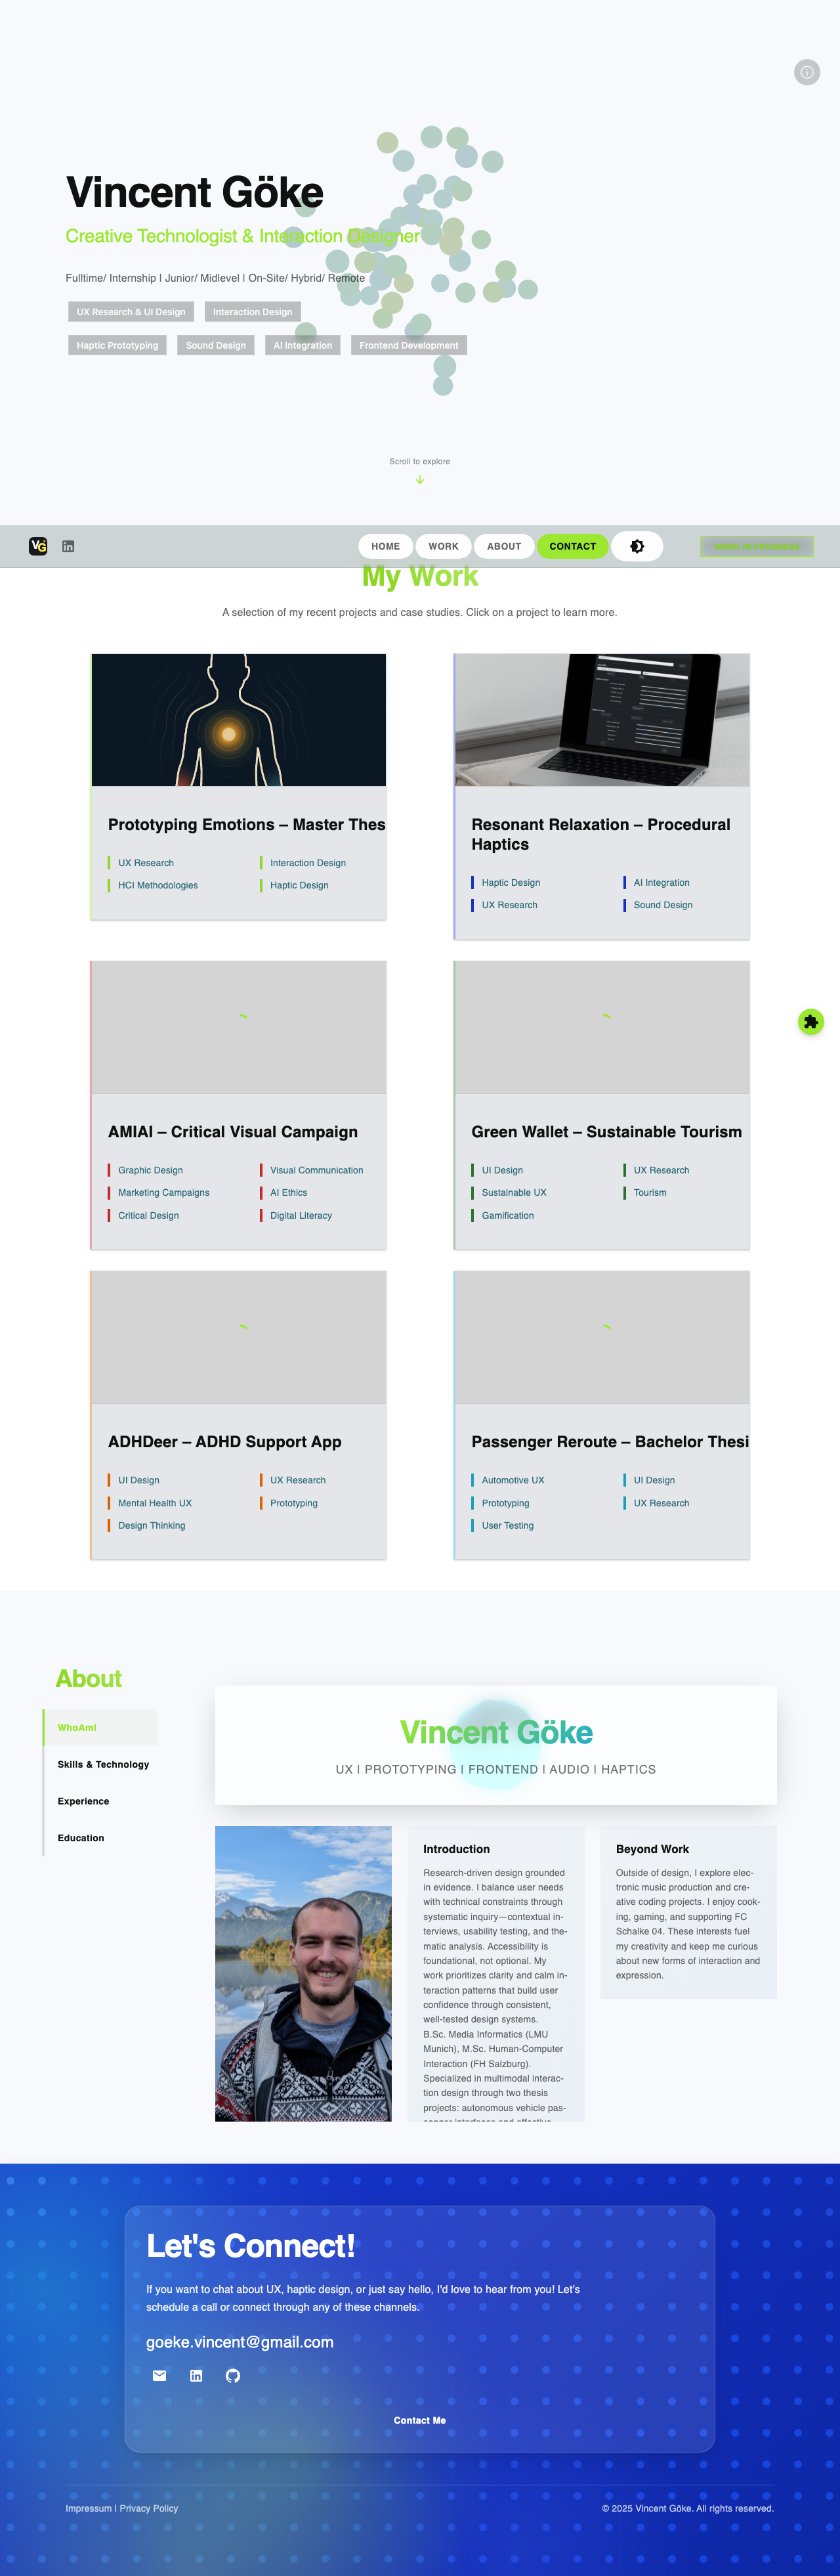 Vincent Göke
Creative Technologist & Interaction Designer
Fulltime/ Internship | Junior/ Midlevel | On-Site/ Hybrid/ Remote
UX Research & UI Design
Interaction Design
Haptic Prototyping
Sound Design
AI Integration
Frontend Development
Scroll to explore
VG
HOME
WORK
ABOUT
CONTACT
WORK IN PROGRESS
My Work
A selection of my recent projects and case studies. Click on a project to learn more.
Prototyping Emotions – Master Thes
UX Research
Interaction Design
HCI Methodologies
Haptic Design
Resonant Relaxation – Procedural
Haptics
Haptic Design
AI Integration
UX Research
Sound Design
AMIAI – Critical Visual Campaign
Graphic Design
Visual Communication
Marketing Campaigns
AI Ethics
Critical Design
Digital Literacy
Green Wallet – Sustainable Tourism
UI Design
UX Research
Sustainable UX
Tourism
Gamification
ADHDeer – ADHD Support App
UI Design
UX Research
Mental Health UX
Prototyping
Design Thinking
Passenger Reroute – Bachelor Thesi
Automotive UX
UI Design
Prototyping
UX Research
User Testing
About
WhoAmI
Skills & Technology
Experience
Education
Vincent Göke
UX | PROTOTYPING | FRONTEND | AUDIO | HAPTICS
Introduction
Research-driven design grounded
in evidence. I balance user needs
with technical constraints through
systematic inquiry—contextual in-
terviews, usability testing, and the-
matic analysis. Accessibility is
foundational, not optional. My
work prioritizes clarity and calm in-
teraction patterns that build user
confidence through consistent,
well-tested design systems.
B.Sc. Media Informatics (LMU
Munich), M.Sc. Human-Computer
Interaction (FH Salzburg).
Specialized in multimodal interac-
tion design through two thesis
projects: autonomous vehicle pas-
Beyond Work
Outside of design, I explore elec-
tronic music production and cre-
ative coding projects. I enjoy cook-
ing, gaming, and supporting FC
Schalke 04. These interests fuel
my creativity and keep me curious
about new forms of interaction and
expression.
Let's Connect!
If you want to chat about UX, haptic design, or just say hello, I'd love to hear from you! Let's
schedule a call or connect through any of these channels.
goeke.vincent@gmail.com
Contact Me
Impressum | Privacy Policy
© 2025 Vincent Göke. All rights reserved.